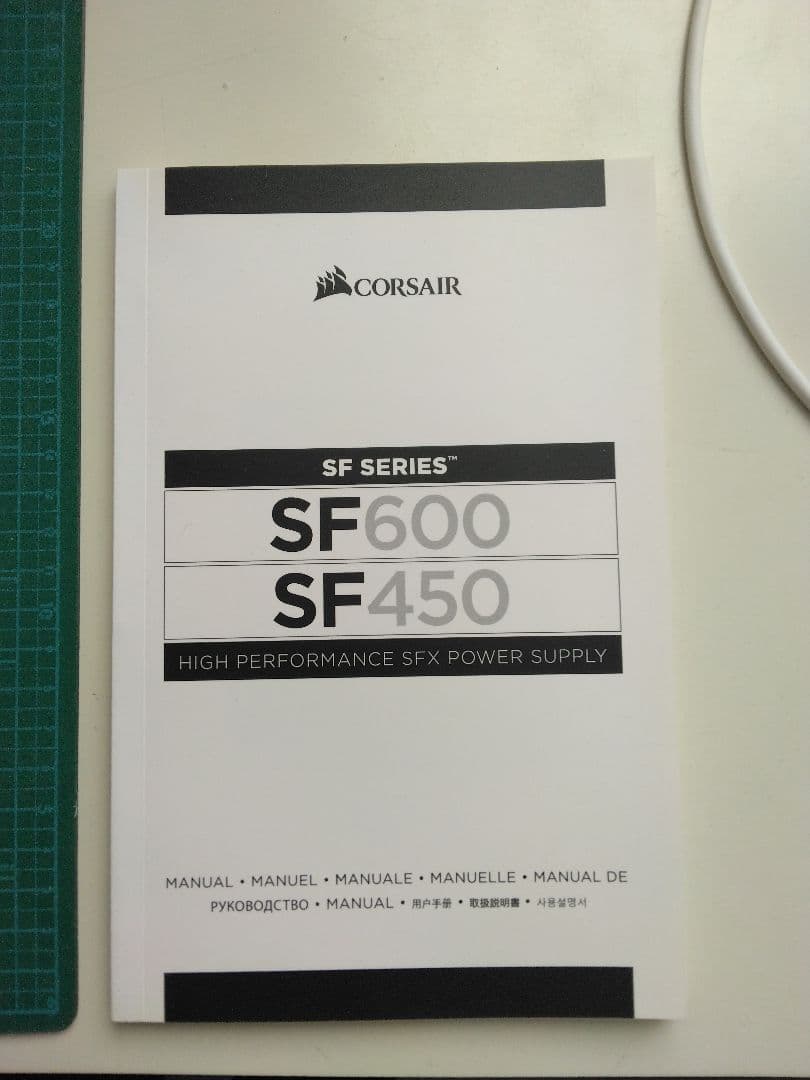 CORSAIR
SF SERIES™
SF600
SF450
HIGH PERFORMANCE SFX POWER SUPPLY
MANUAL • MANUEL • MANUALE • MANUELLE • MANUAL DE
РУКОВОДСТВО • MANUAL • 用户手册 • 取扱説明書 • 사용설명서